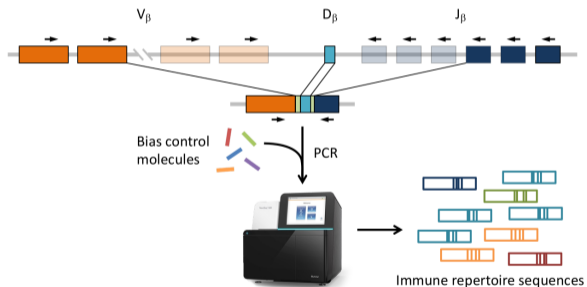 Vβ Dβ Jβ
Bias control
molecules
PCR
Immune repertoire sequences